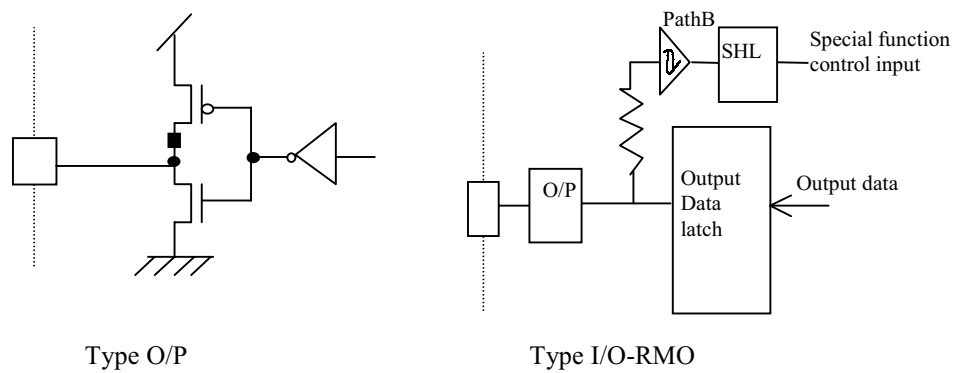 PathB
SHL
Special function
control input
O/P
Output
Data
latch
Output data
Type O/P
Type I/O-RMO